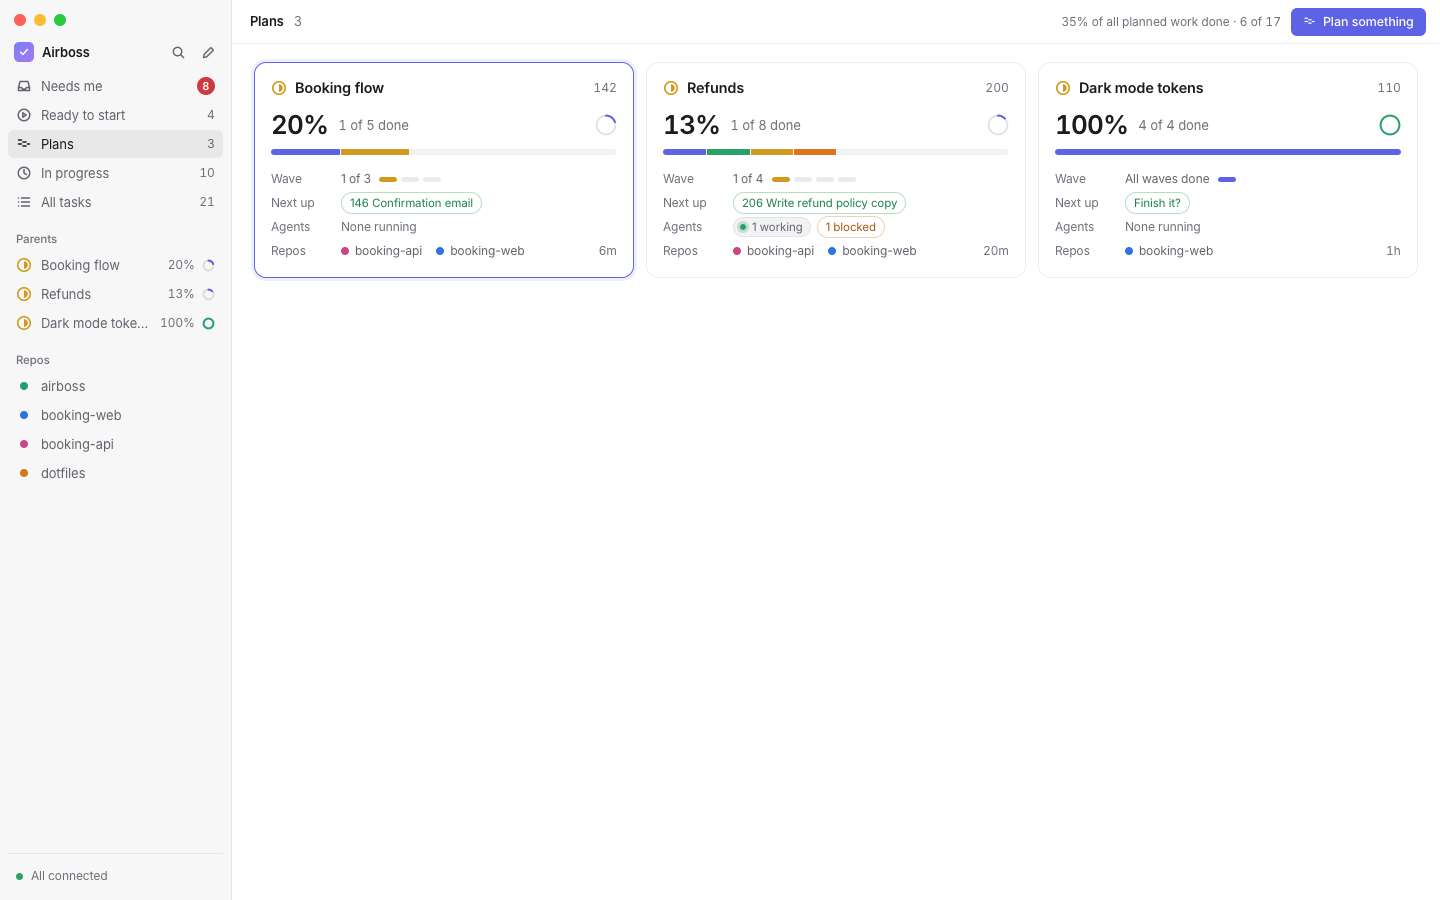 Airboss
Needs me 8
Ready to start 4
Plans 3
In progress 10
All tasks 21
Parents
Booking flow 20%
Refunds 13%
Dark mode toke... 100%
Repos
airboss
booking-web
booking-api
dotfiles
All connected
Plans 3
35% of all planned work done · 6 of 17
Plan something
Booking flow 142
20% 1 of 5 done
Wave 1 of 3
Next up 146 Confirmation email
Agents None running
Repos booking-api booking-web 6m
Refunds 200
13% 1 of 8 done
Wave 1 of 4
Next up 206 Write refund policy copy
Agents 1 working 1 blocked
Repos booking-api booking-web 20m
Dark mode tokens 110
100% 4 of 4 done
Wave All waves done
Next up Finish it?
Agents None running
Repos booking-web 1h